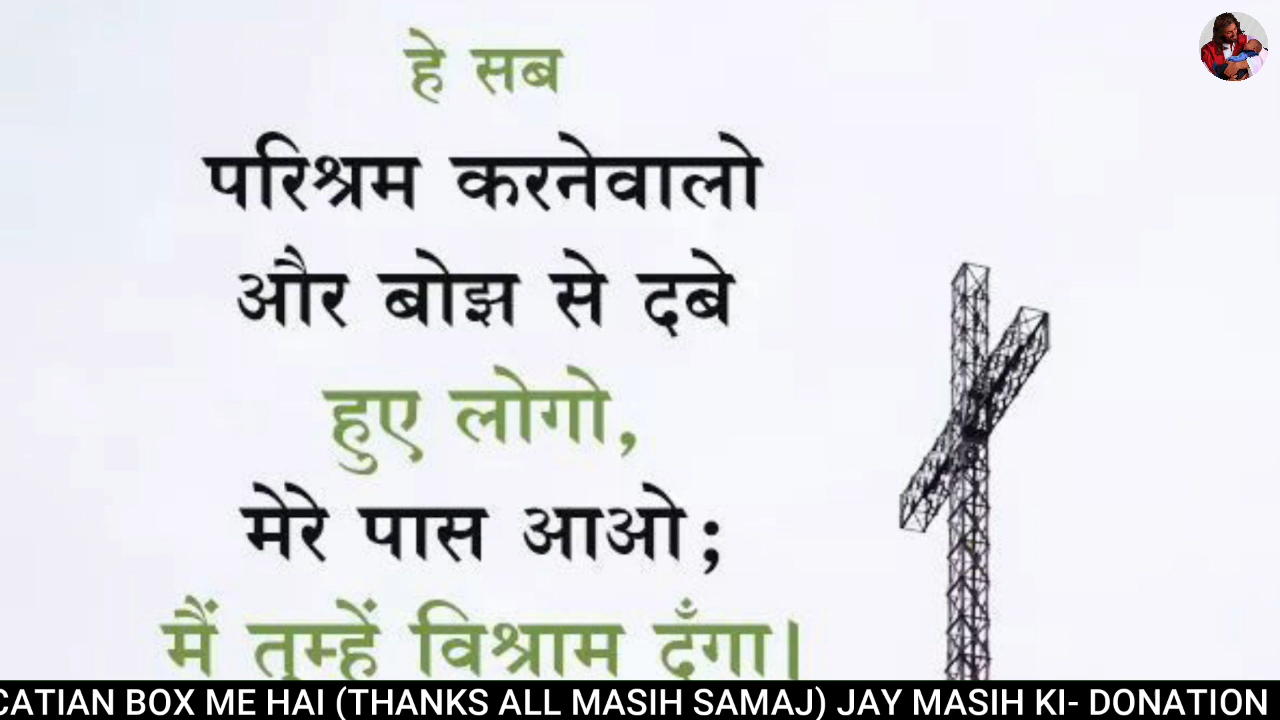 हे सब
परिश्रम करनेवालो
और बोझ से दबे
हुए लोगो,
मेरे पास आओ;
मैं तुम्हें विश्राम दूँगा।
CATIAN BOX ME HAI (THANKS ALL MASIH SAMAJ) JAY MASIH KI- DONATION